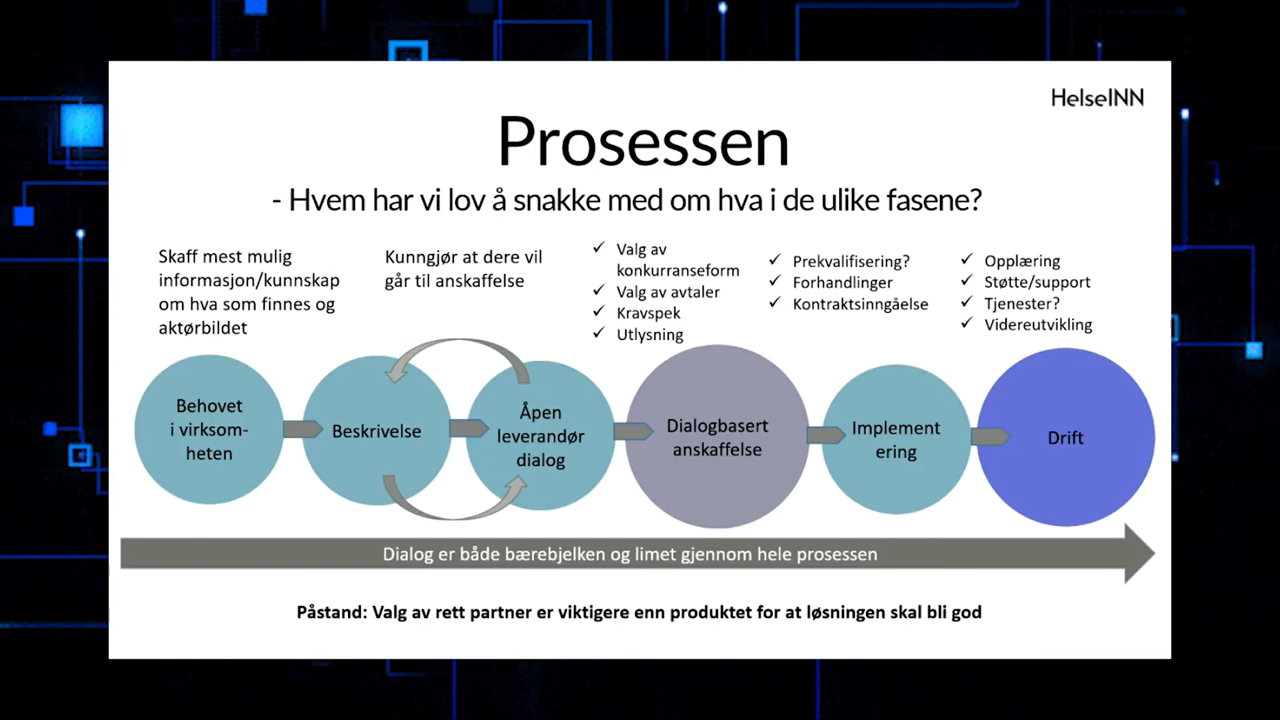 HelseINN
Prosessen
- Hvem har vi lov å snakke med om hva i de ulike fasene?
Skaff mest mulig
informasjon/kunnskap
om hva som finnes og
aktørbildet
Kunngjør at dere vil
går til anskaffelse
✓ Valg av
konkurranseform
✓ Valg av avtaler
✓ Kravspek
✓ Utlysning
✓ Prekvalifisering?
✓ Forhandlinger
✓ Kontraktsinngåelse
✓ Opplæring
✓ Støtte/support
✓ Tjenester?
✓ Videreutvikling
Behovet
i virksom-
heten
Beskrivelse
Åpen
leverandør
dialog
Dialogbasert
anskaffelse
Implement
ering
Drift
Dialog er både bærebjelken og limet gjennom hele prosessen
Påstand: Valg av rett partner er viktigere enn produktet for at løsningen skal bli god